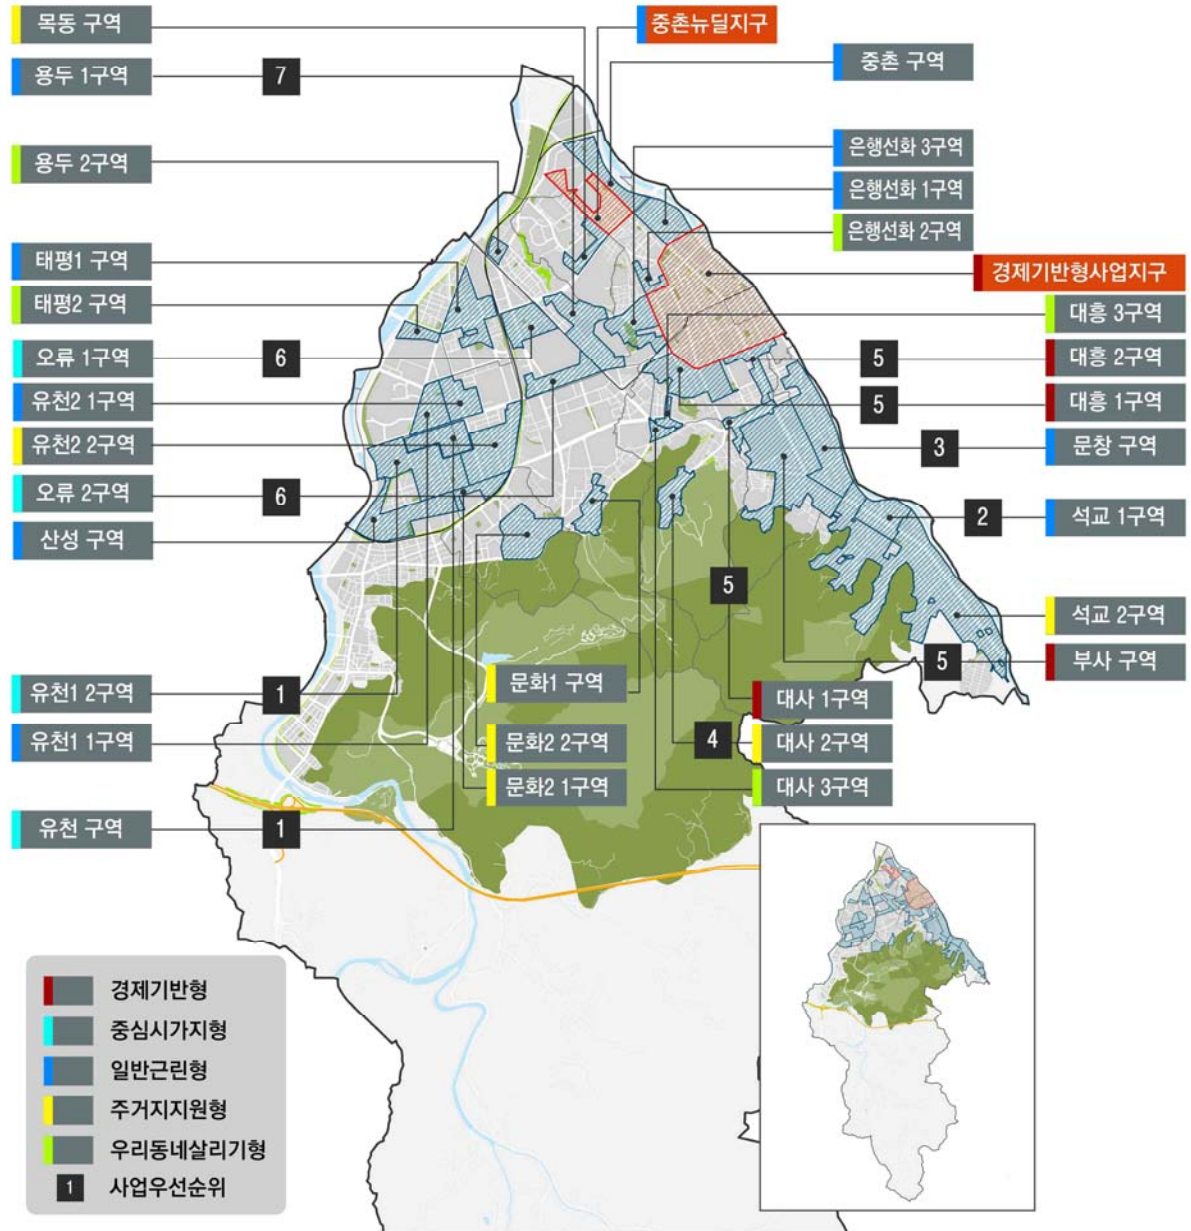 목동 구역
중촌뉴딜지구
용두 1구역
7
중촌 구역
용두 2구역
은행선화 3구역
은행선화 1구역
은행선화 2구역
태평1 구역
경제기반형사업지구
태평2 구역
대흥 3구역
오류 1구역
6
5
대흥 2구역
유천2 1구역
5
대흥 1구역
유천2 2구역
3
문창 구역
오류 2구역
6
2
석교 1구역
산성 구역
5
석교 2구역
5
부사 구역
유천1 2구역
1
문화1 구역
대사 1구역
유천1 1구역
문화2 2구역
4
대사 2구역
문화2 1구역
대사 3구역
유천 구역
1
경제기반형
중심시가지형
일반근린형
주거지지원형
우리동네살리기형
1
사업우선순위